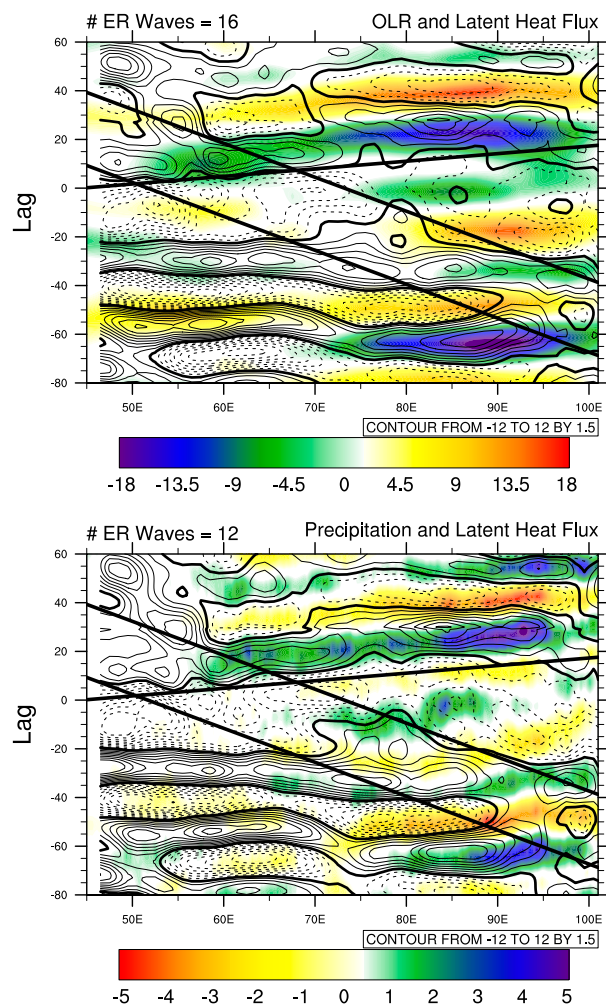 # ER Waves = 16 OLR and Latent Heat Flux
60
40
20
0
-20
-40
-60
-80
Lag
50E 60E 70E 80E 90E 100E
CONTOUR FROM -12 TO 12 BY 1.5
-18 -13.5 -9 -4.5 0 4.5 9 13.5 18
# ER Waves = 12 Precipitation and Latent Heat Flux
60
40
20
0
-20
-40
-60
-80
Lag
50E 60E 70E 80E 90E 100E
CONTOUR FROM -12 TO 12 BY 1.5
-5 -4 -3 -2 -1 0 1 2 3 4 5